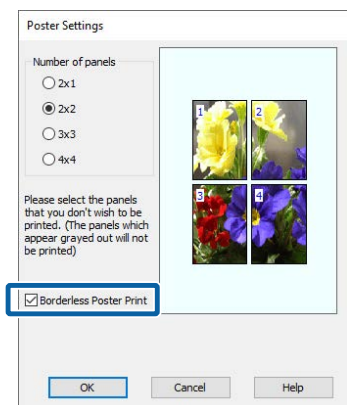 Poster Settings
Number of panels
2x1
2x2
3x3
4x4
Please select the panels
that you don't wish to be
printed. (The panels which
appear grayed out will not
be printed)
Borderless Poster Print
1 2
3 4
OK Cancel Help